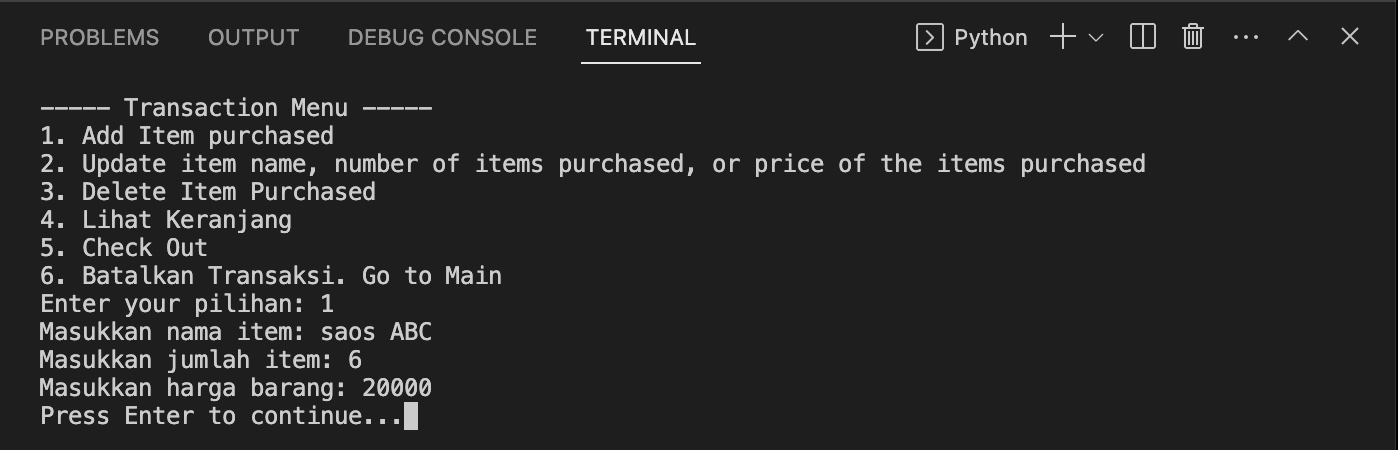 PROBLEMS OUTPUT DEBUG CONSOLE TERMINAL Python
----- Transaction Menu -----
1. Add Item purchased
2. Update item name, number of items purchased, or price of the items purchased
3. Delete Item Purchased
4. Lihat Keranjang
5. Check Out
6. Batalkan Transaksi. Go to Main
Enter your pilihan: 1
Masukkan nama item: saos ABC
Masukkan jumlah item: 6
Masukkan harga barang: 20000
Press Enter to continue...